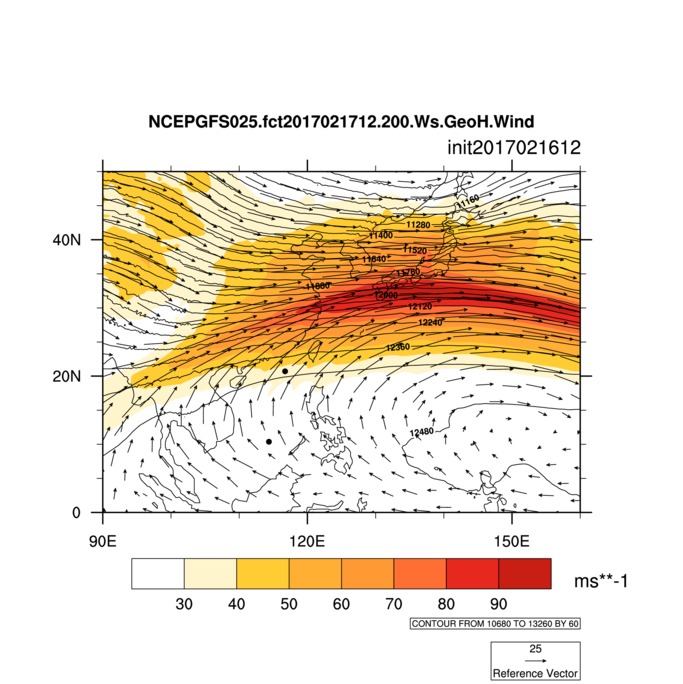 NCEPGFS025.fct2017021712.200.Ws.GeoH.Wind
init2017021612
11160
11280
11400
11520
11640
11760
11880
12000
12120
12240
12360
12480
40N
20N
0
90E 120E 150E
ms**-1
30 40 50 60 70 80 90
CONTOUR FROM 10680 TO 13260 BY 60
25
Reference Vector